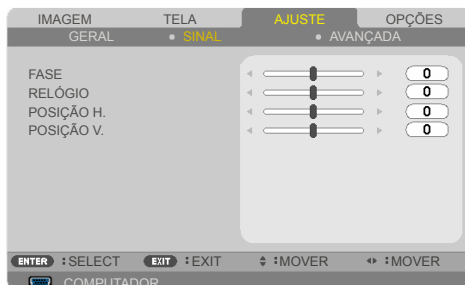 IMAGEM TELA AJUSTE OPÇÕES
GERAL • SINAL • AVANÇADA
FASE 0
RELÓGIO 0
POSIÇÃO H. 0
POSIÇÃO V. 0
ENTER :SELECT EXIT :EXIT :MOVER :MOVER
COMPUTADOR